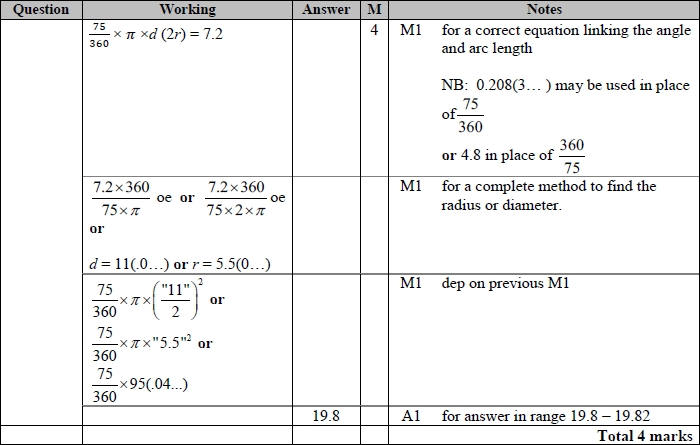 Question Working Answer M Notes
75/360 × π ×d (2r) = 7.2 4 M1 for a correct equation linking the angle
and arc length
NB: 0.208(3… ) may be used in place
of 75/360
or 4.8 in place of 360/75
7.2×360/75×π oe or 7.2×360/75×2×π oe M1 for a complete method to find the
radius or diameter.
or
d = 11(.0…) or r = 5.5(0…)
75/360 ×π×("11"/2)² or M1 dep on previous M1
75/360 ×π×"5.5"² or
75/360 ×95(.04...)
19.8 A1 for answer in range 19.8 – 19.82
Total 4 marks